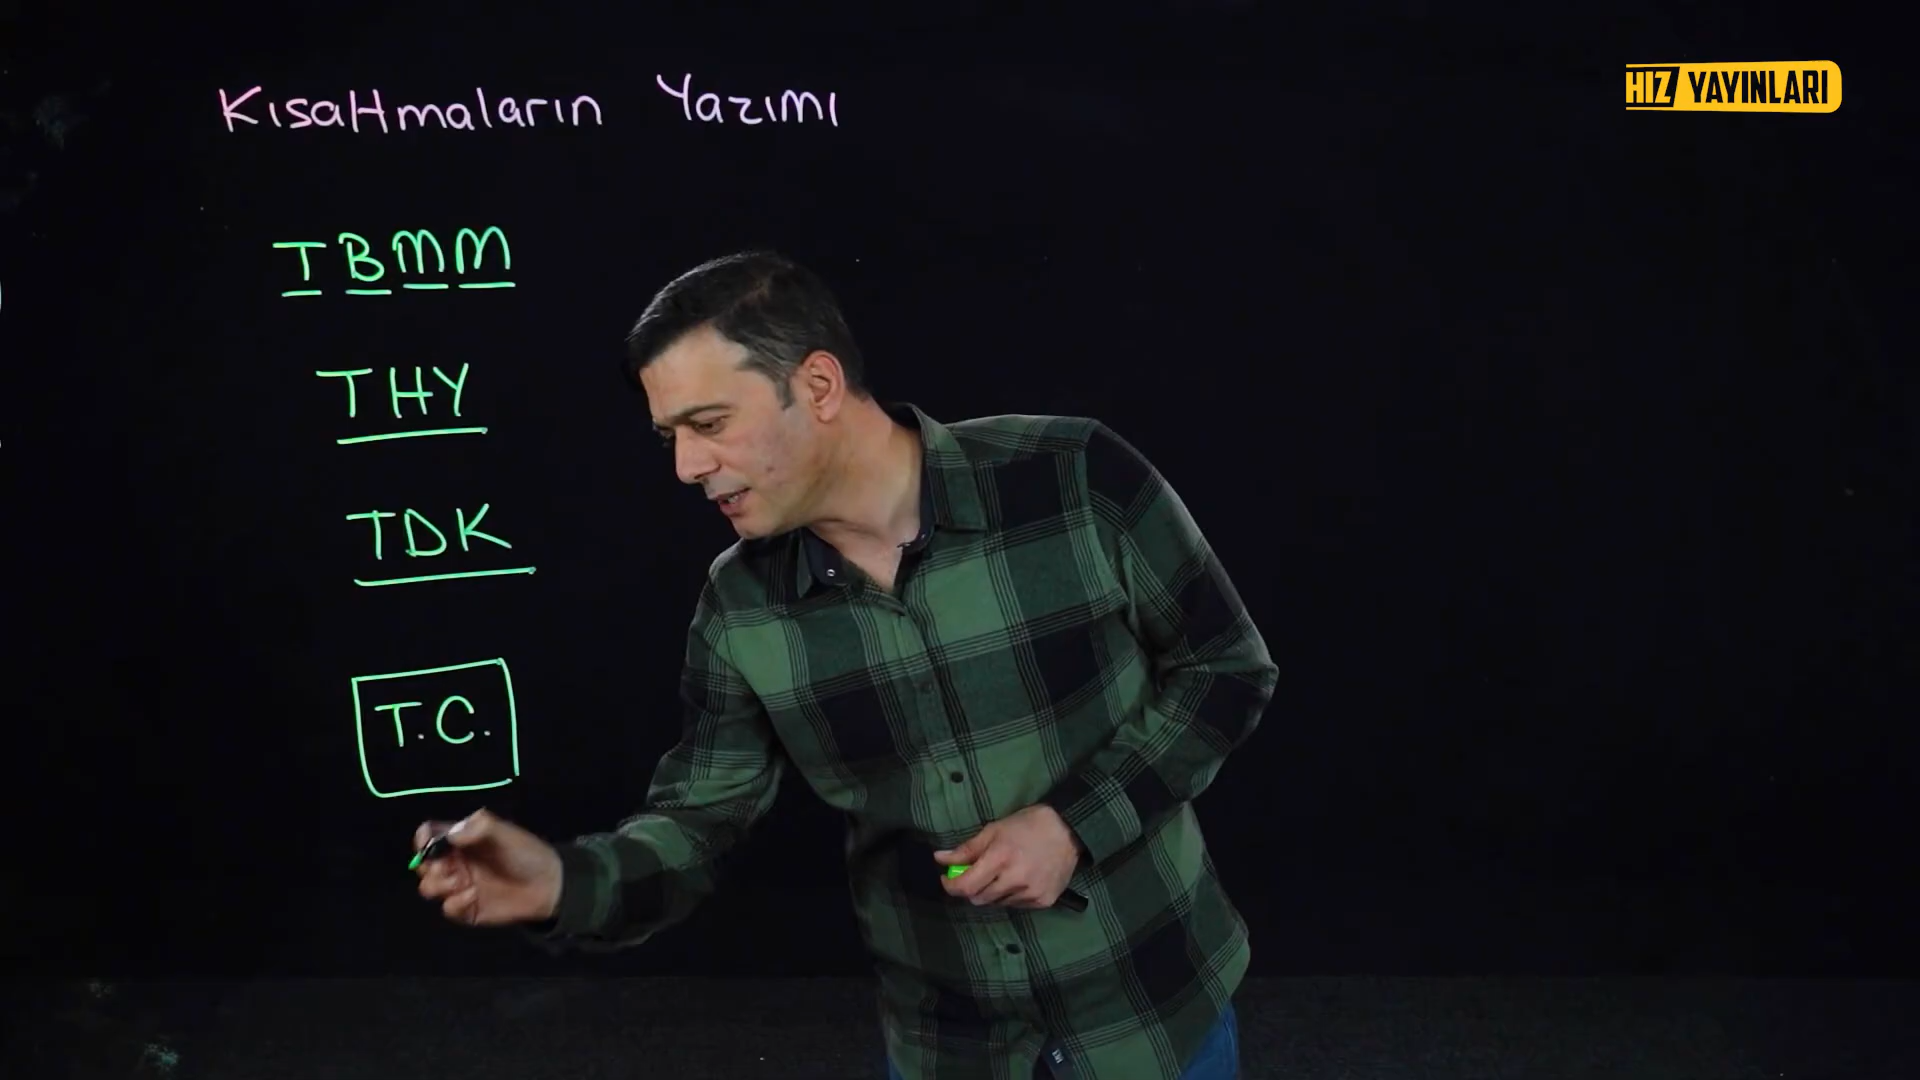 Kısaltmaların Yazımı
HIZ YAYINLARI
TBMM
THY
TDK
T.C.